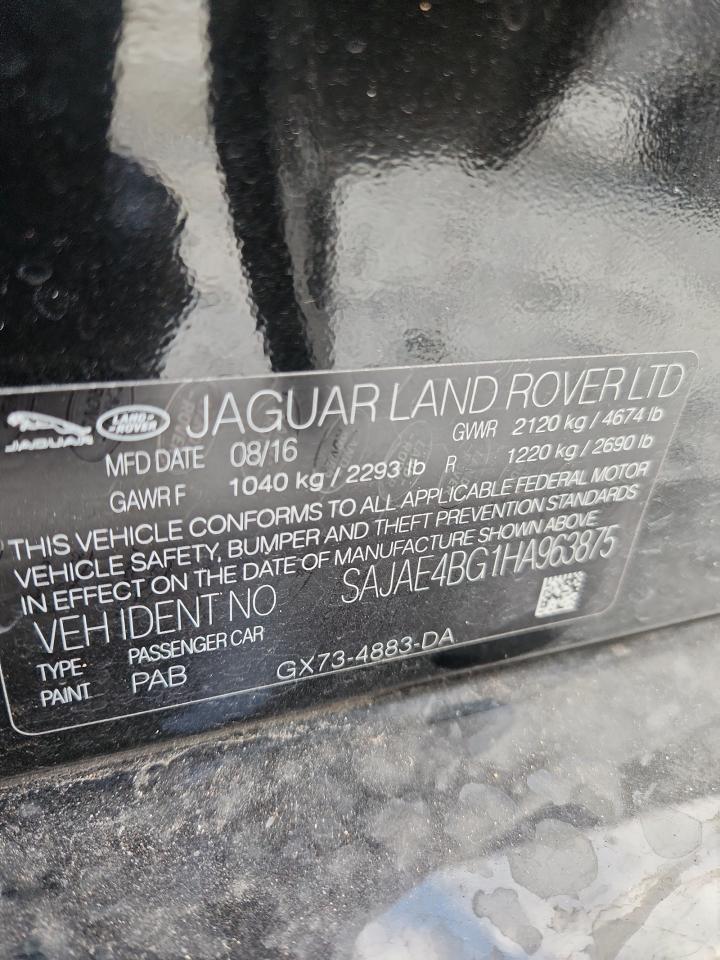 JAGUAR LAND ROVER JAGUAR LAND ROVER LTD
MFD DATE 08/16 GVWR 2120 kg / 4674 lb
GAWR F 1040 kg / 2293 lb R 1220 kg / 2690 lb
THIS VEHICLE CONFORMS TO ALL APPLICABLE FEDERAL MOTOR
VEHICLE SAFETY, BUMPER AND THEFT PREVENTION STANDARDS
IN EFFECT ON THE DATE OF MANUFACTURE SHOWN ABOVE
VEH IDENT NO SAJAE4BG1HA963875
TYPE: PASSENGER CAR
PAINT PAB GX73-4883-DA